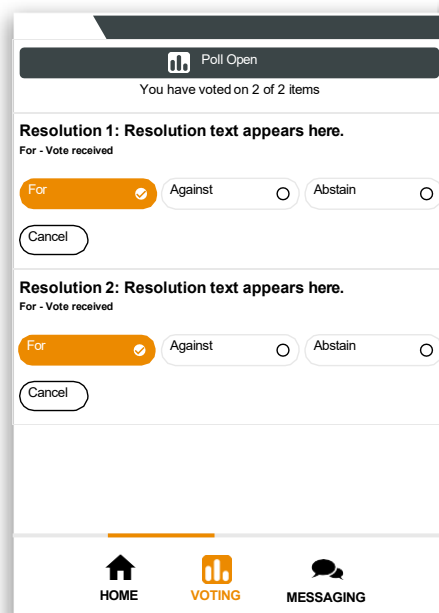 Poll Open
You have voted on 2 of 2 items
Resolution 1: Resolution text appears here.
For - Vote received
For Against Abstain
Cancel
Resolution 2: Resolution text appears here.
For - Vote received
For Against Abstain
Cancel
HOME VOTING MESSAGING